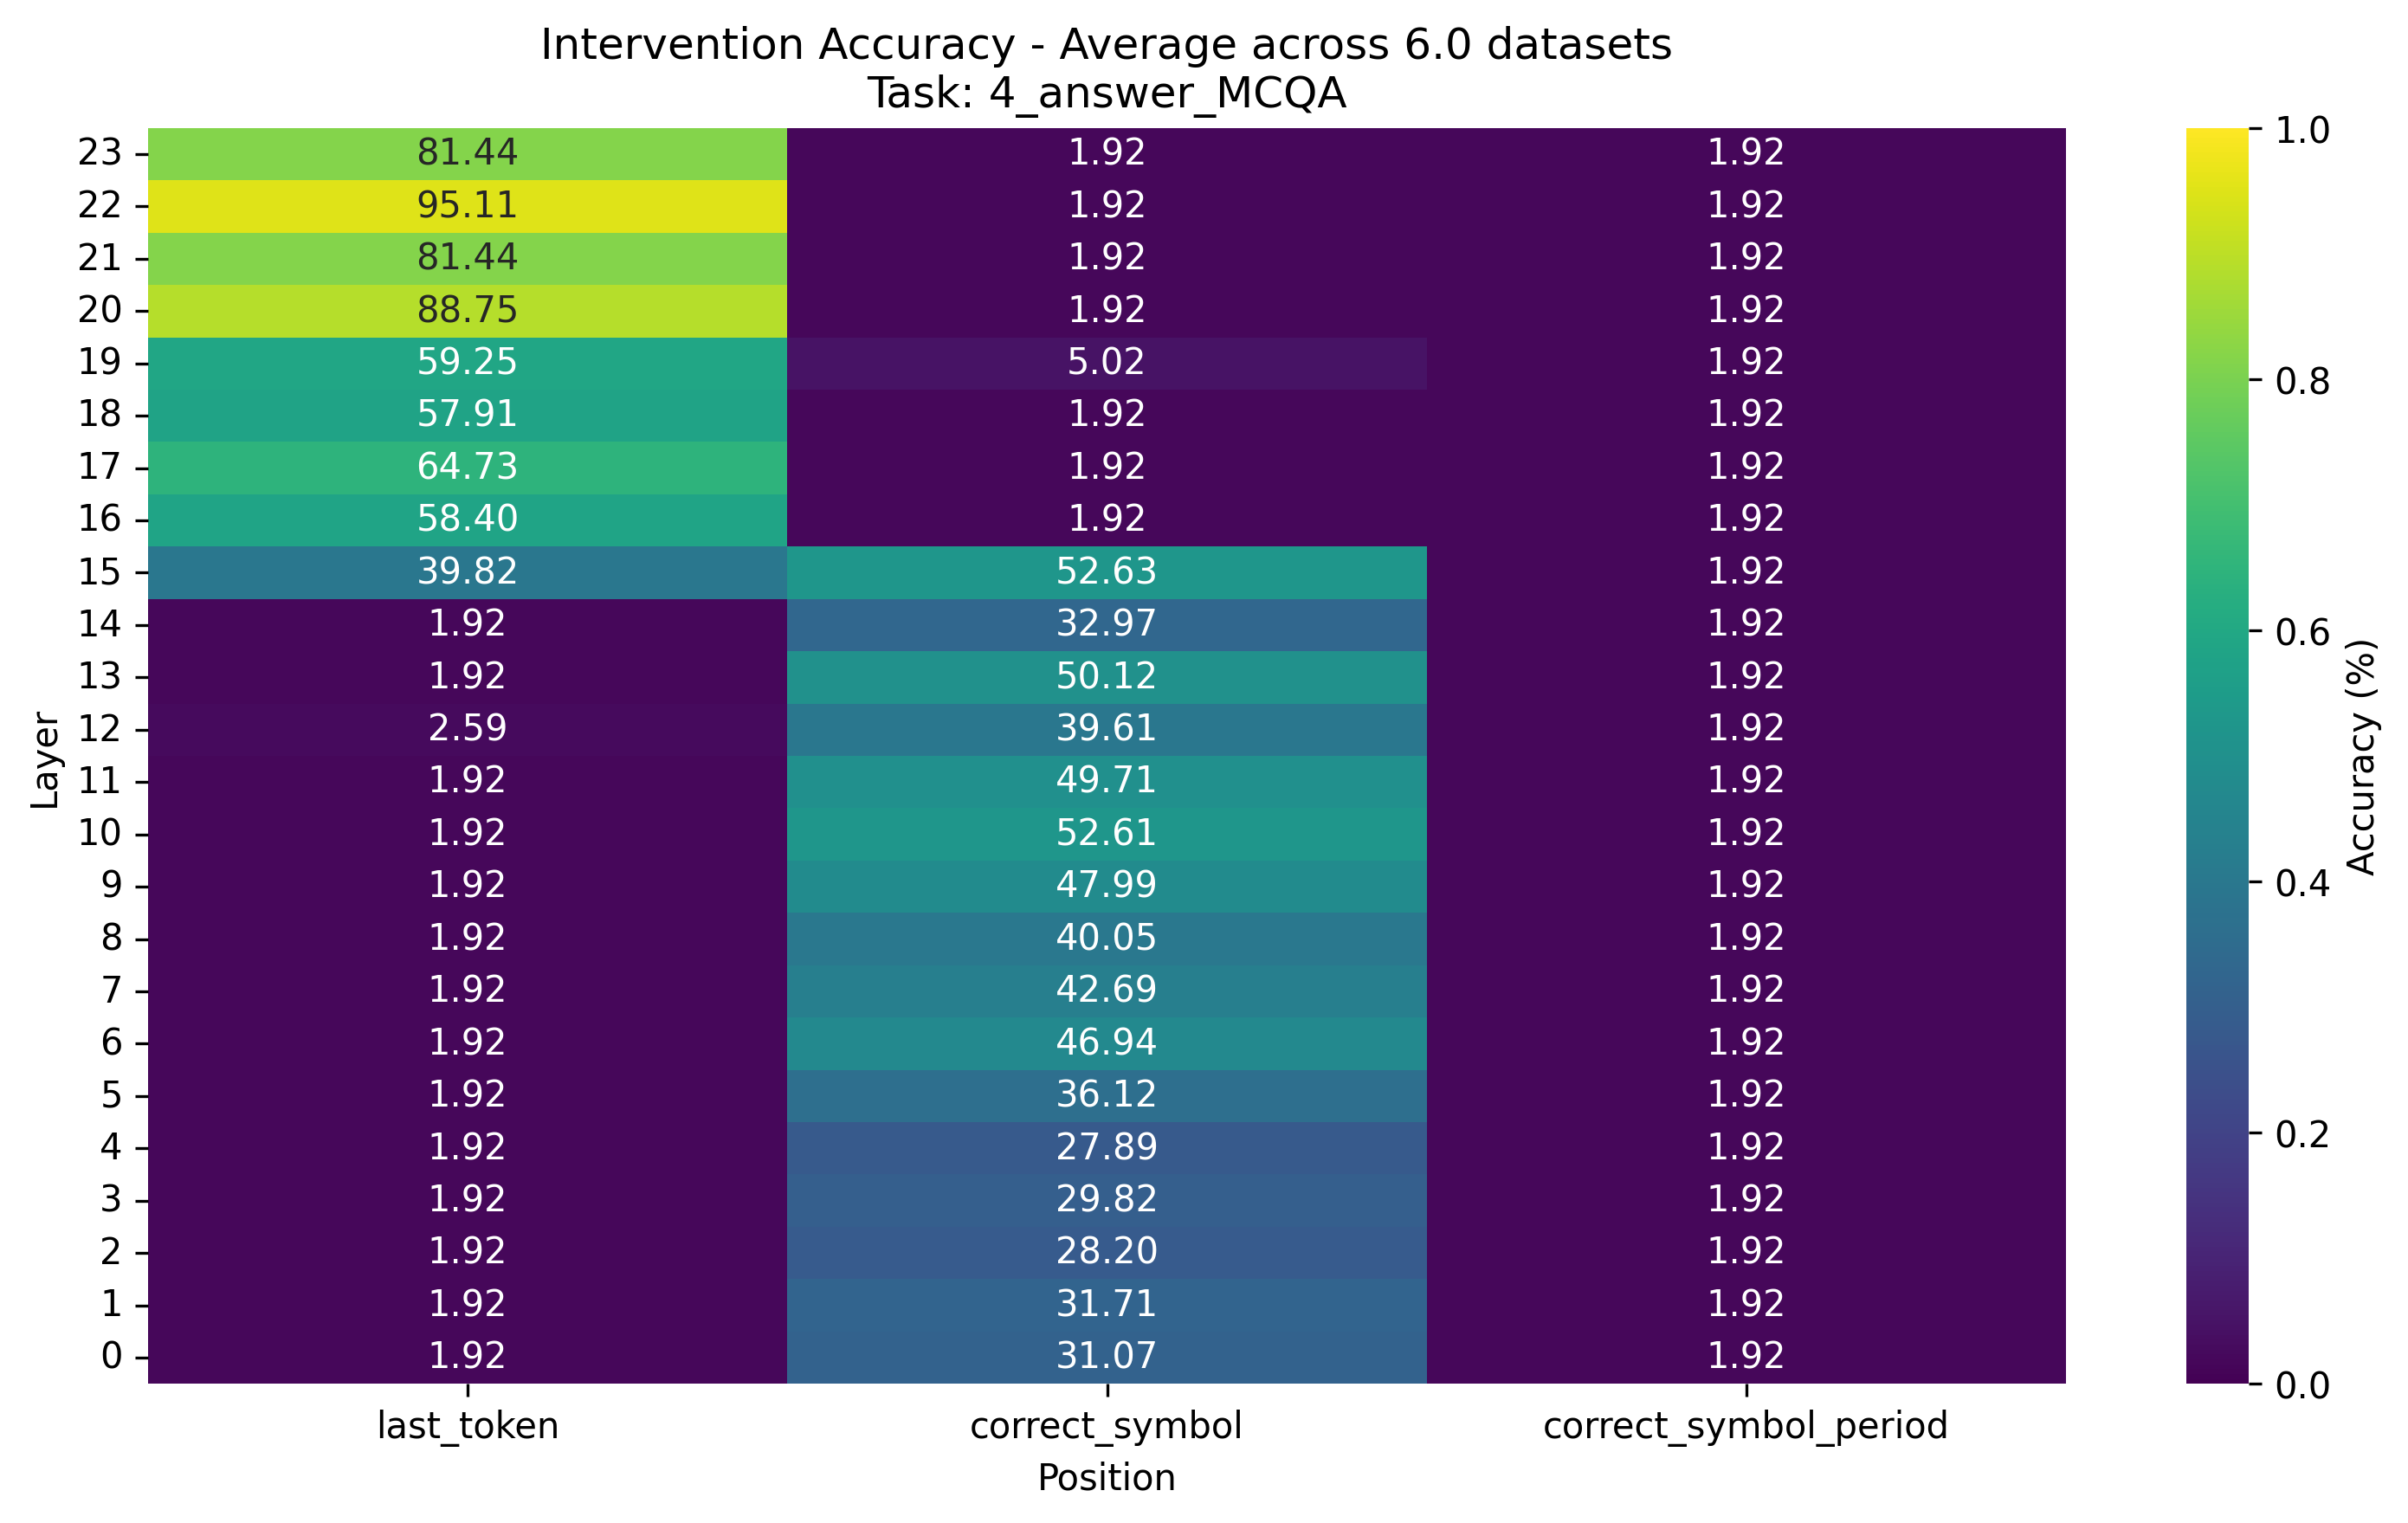 Intervention Accuracy - Average across 6.0 datasets
Task: 4_answer_MCQA
23 81.44 1.92 1.92
22 95.11 1.92 1.92
21 81.44 1.92 1.92
20 88.75 1.92 1.92
19 59.25 5.02 1.92
18 57.91 1.92 1.92
17 64.73 1.92 1.92
16 58.40 1.92 1.92
15 39.82 52.63 1.92
14 1.92 32.97 1.92
13 1.92 50.12 1.92
12 2.59 39.61 1.92
11 1.92 49.71 1.92
10 1.92 52.61 1.92
9 1.92 47.99 1.92
8 1.92 40.05 1.92
7 1.92 42.69 1.92
6 1.92 46.94 1.92
5 1.92 36.12 1.92
4 1.92 27.89 1.92
3 1.92 29.82 1.92
2 1.92 28.20 1.92
1 1.92 31.71 1.92
0 1.92 31.07 1.92
Layer
last_token correct_symbol correct_symbol_period
Position
1.0
0.8
0.6
0.4
0.2
0.0
Accuracy (%)